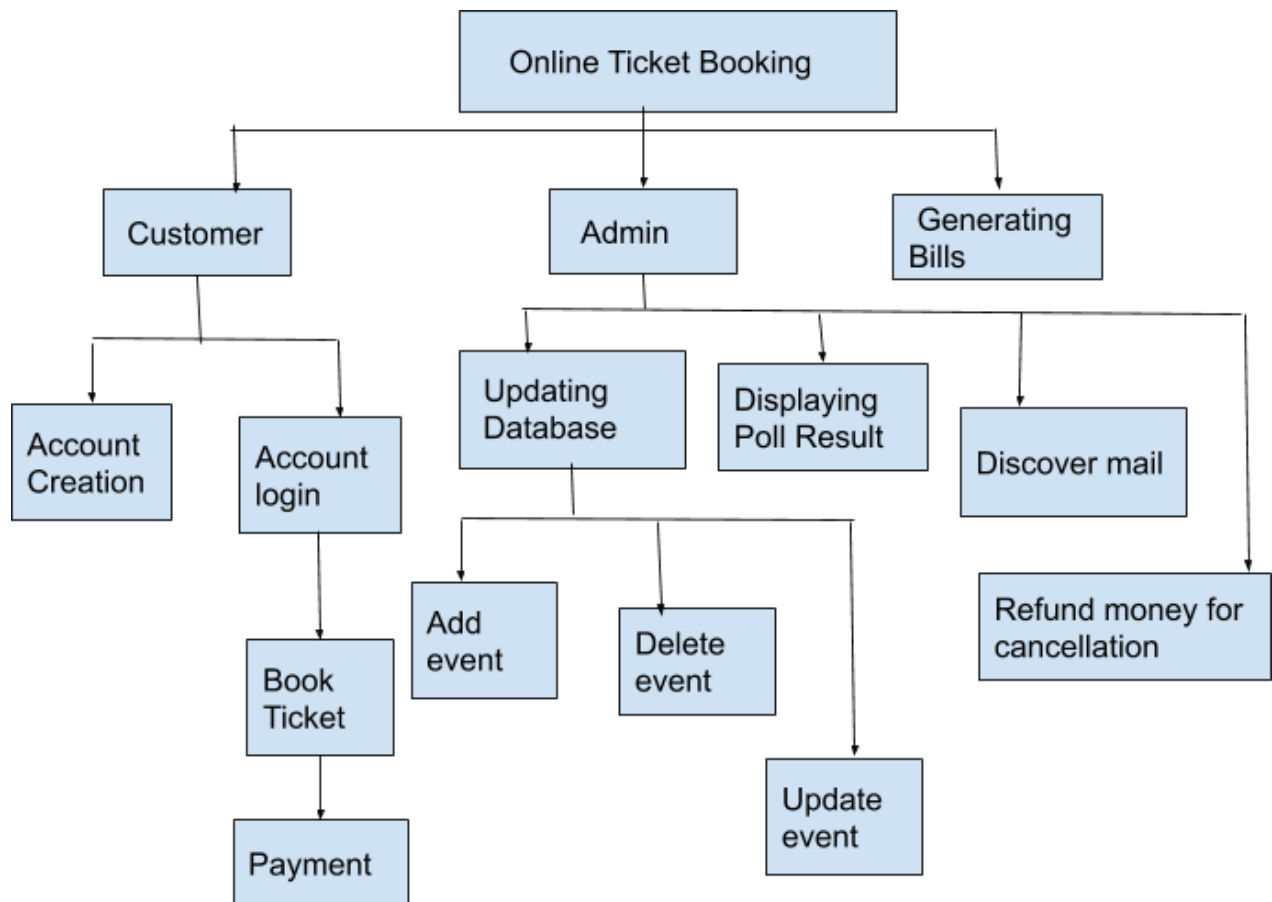 Online Ticket Booking
Customer
Admin
Generating
Bills
Account
Creation
Account
login
Updating
Database
Displaying
Poll Result
Discover mail
Refund money for
cancellation
Add
event
Delete
event
Update
event
Book
Ticket
Payment